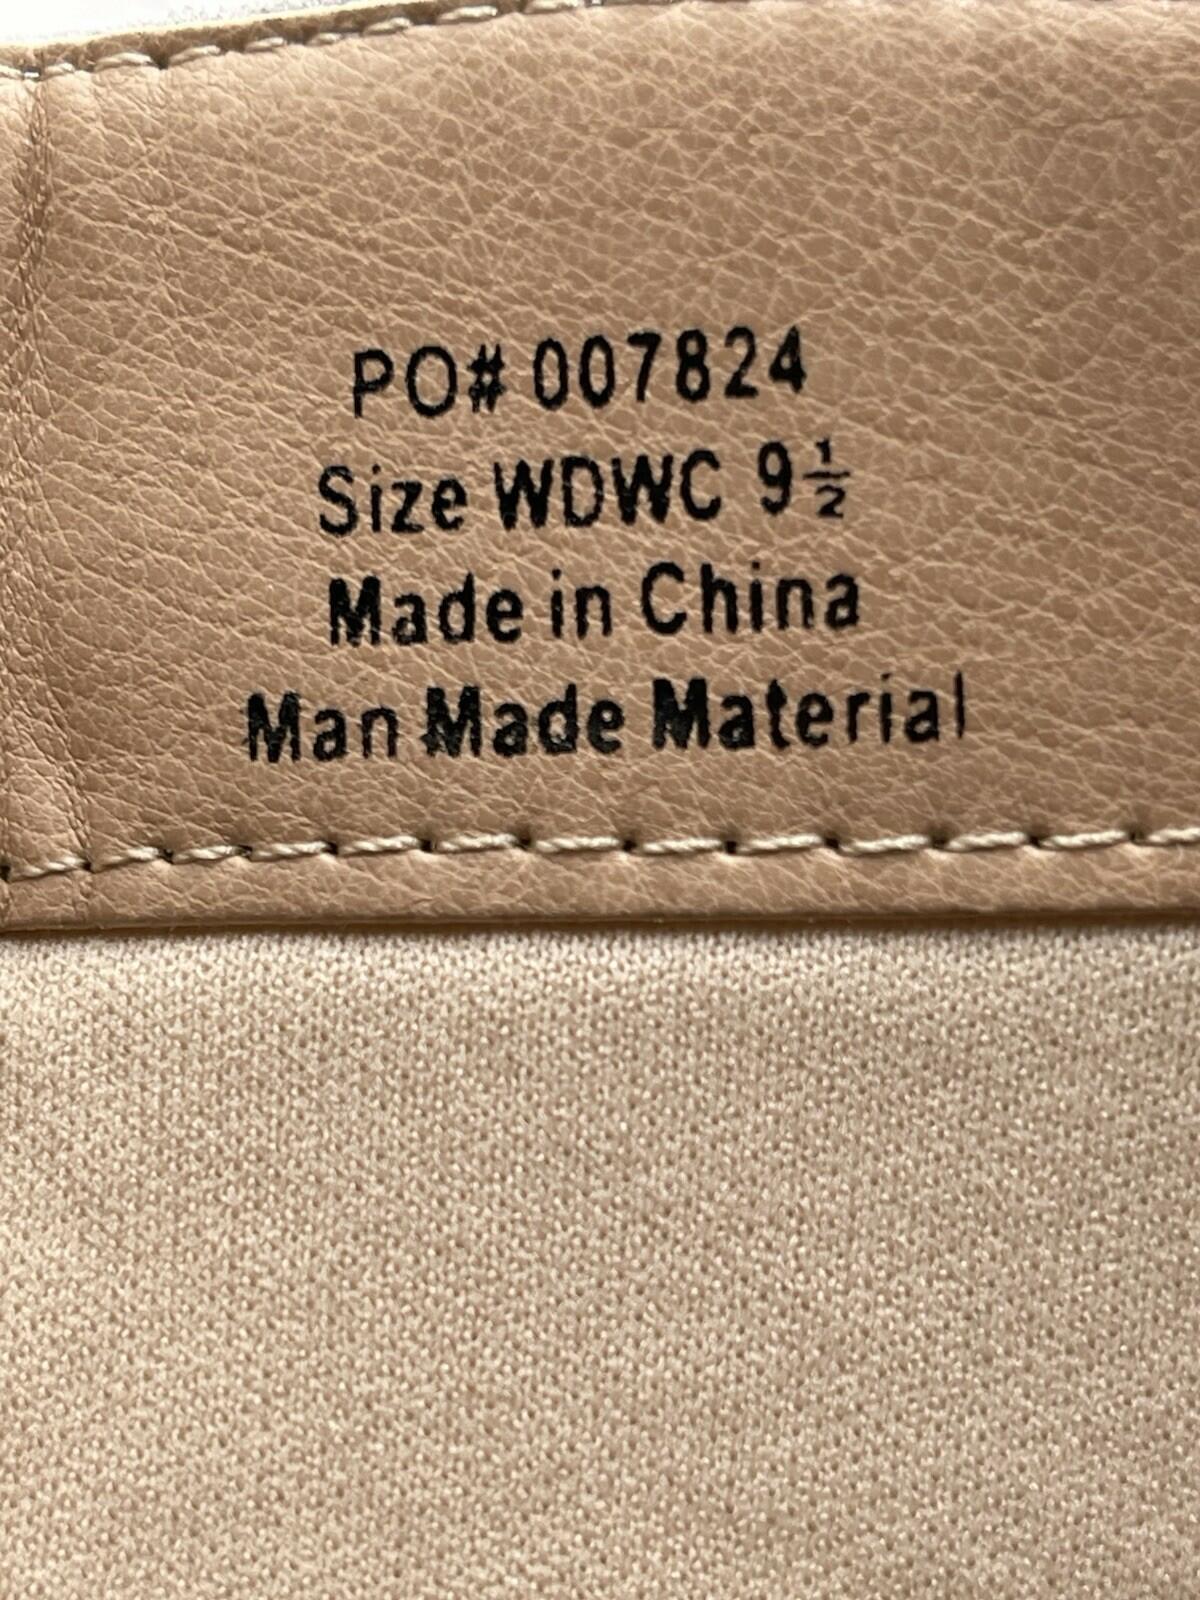 PO# 007824
Size WDWC 9½
Made in China
Man Made Material